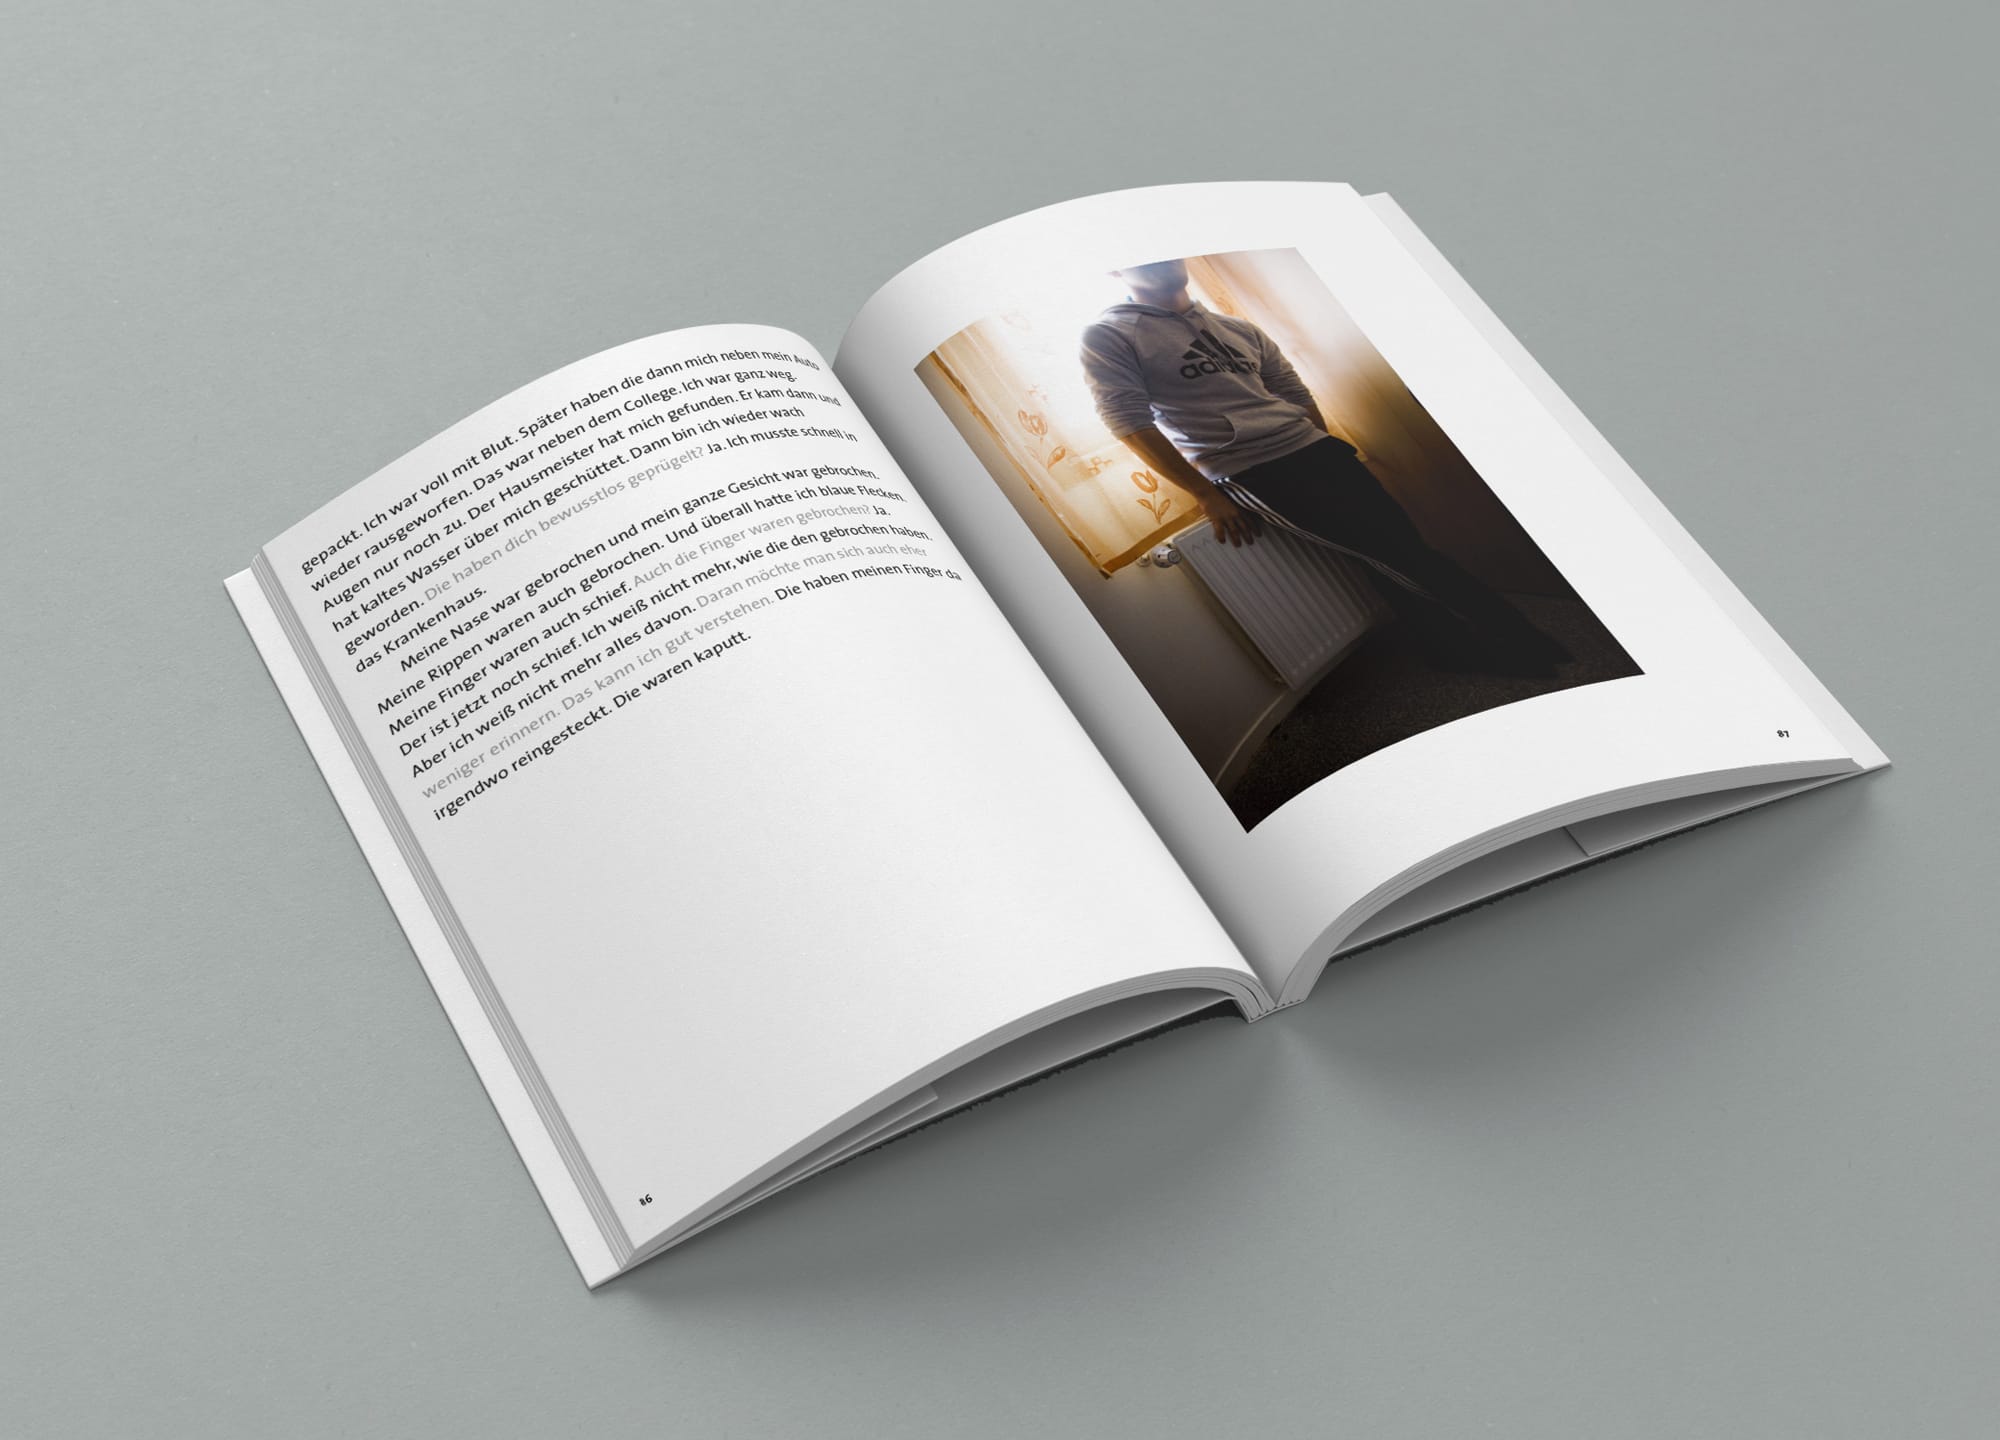 gepackt. Ich war voll mit Blut. Später haben die dann mich neben mein Auto
wieder rausgeworfen. Das war neben dem College. Ich war ganz weg.
Augen nur noch zu. Der Hausmeister hat mich gefunden. Er kam dann und
hat kaltes Wasser über mich geschüttet. Dann bin ich wieder wach
geworden. Die haben dich bewusstlos geprügelt? Ja. Ich musste schnell in
das Krankenhaus.
Meine Nase war gebrochen und mein ganze Gesicht war gebrochen.
Meine Rippen waren auch gebrochen. Und überall hatte ich blaue Flecken.
Meine Finger waren auch schief. Auch die Finger waren gebrochen? Ja.
Der ist jetzt noch schief. Ich weiß nicht mehr, wie die den gebrochen haben.
Aber ich weiß nicht mehr alles davon. Daran möchte man sich auch eher
weniger erinnern. Das kann ich gut verstehen. Die haben meinen Finger da
irgendwo reingesteckt. Die waren kaputt.
86
adidas
87